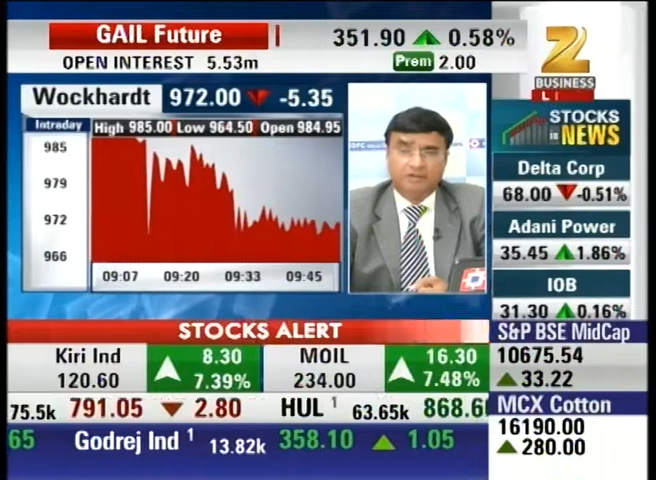 GAIL Future
351.90 0.58%
OPEN INTEREST 5.53m
Prem 2.00
BUSINESS
Wockhardt 972.00 -5.35
Intraday High 985.00 Low 964.50 Open 984.95
985
979
972
966
09:07 09:20 09:33 09:45
STOCKS
in NEWS
Delta Corp
68.00 -0.51%
Adani Power
35.45 1.86%
IOB
31.30 0.16%
STOCKS ALERT
Kiri Ind 8.30
120.60 7.39%
MOIL 16.30
234.00 7.48%
S&P BSE MidCap
10675.54
33.22
75.5k 791.05 2.80 HUL 1 63.65k 868.6
MCX Cotton
16190.00
280.00
65 Godrej Ind 1 13.82k 358.10 1.05